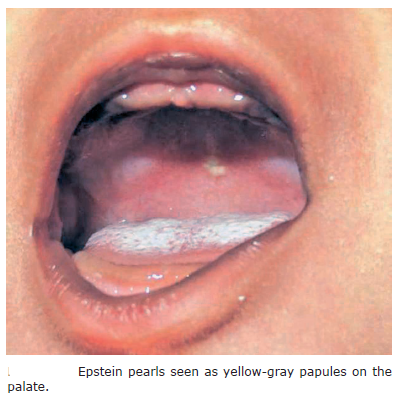 Epstein pearls seen as yellow-gray papules on the
palate.